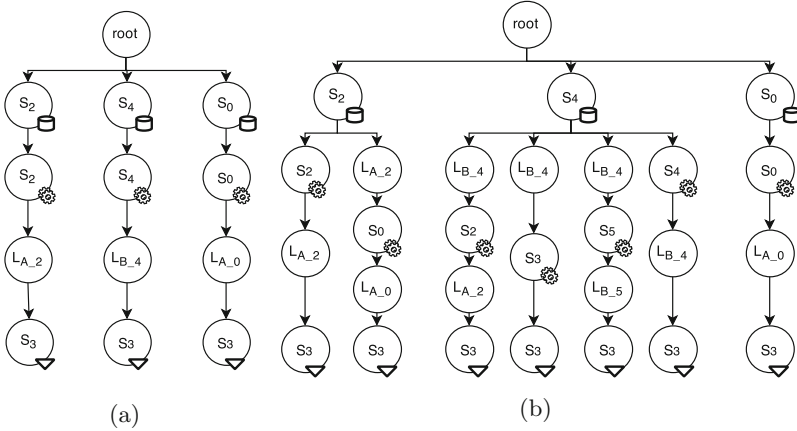 root
root
S2 S4 S0
S2 S4 S0
S2 S4 S0
S2 LA_2 LB_4 LB_4 LB_4 S4 S0
S0 S2 S5
LA_2 LB_4 LA_0
LA_2 S3 LB_4 LA_0
LA_0 LA_2 LB_5
S3 S3 S3
S3 S3 S3 S3 S3 S3 S3
(a)
(b)